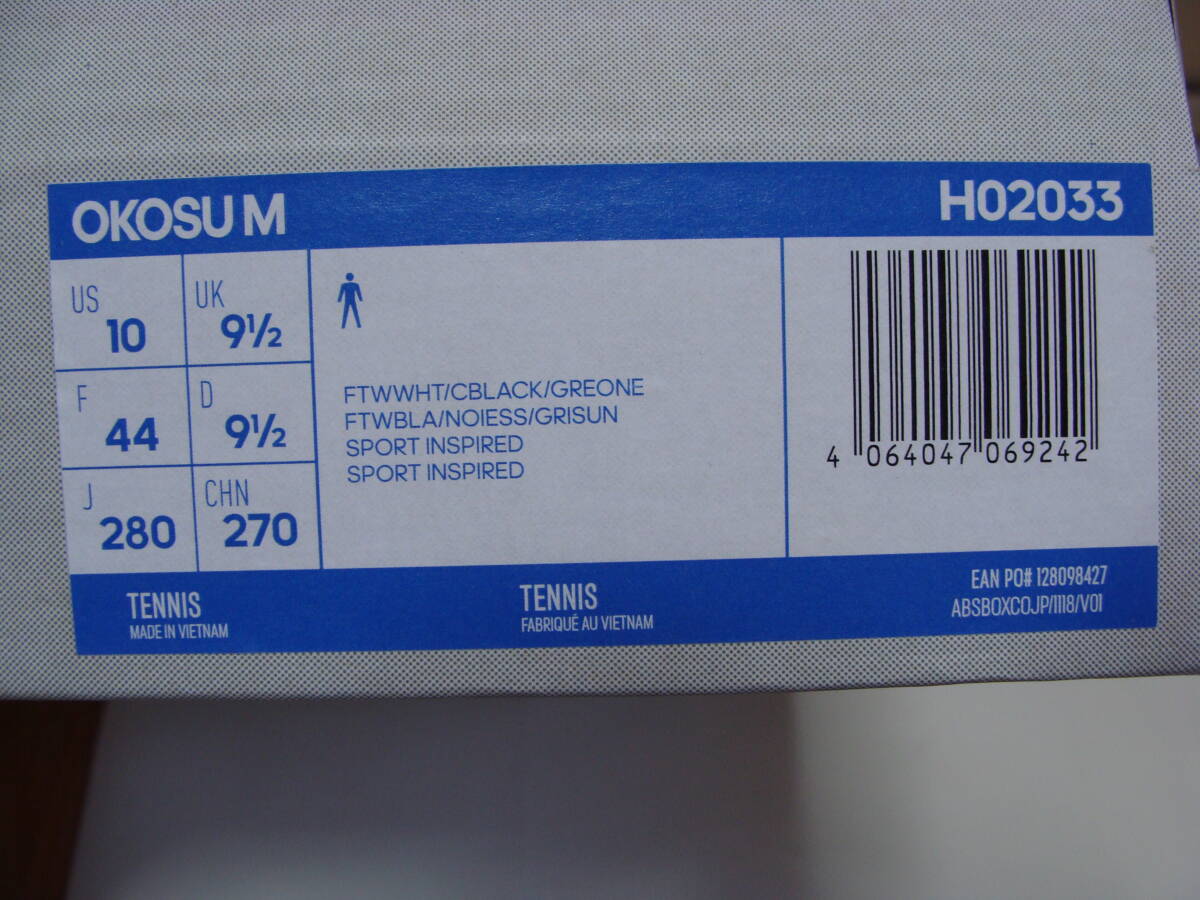 OKOSU M
H02033
US 10
UK 9½
F 44
D 9½
J 280
CHN 270
FTWWHT/CBLACK/GREONE
FTWBLA/NOIESS/GRISUN
SPORT INSPIRED
SPORT INSPIRED
4 064047 069242
TENNIS
MADE IN VIETNAM
TENNIS
FABRIQUÉ AU VIETNAM
EAN PO# 128098427
ABSBOXCOJP/1118/V01